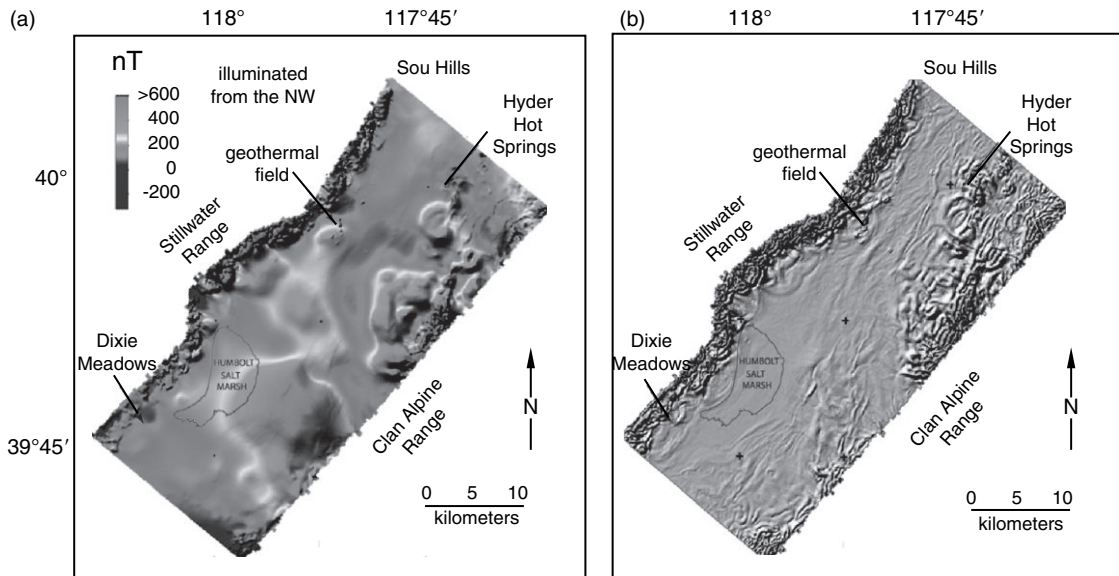 (a)
118°
117°45′
nT
>600
400
200
0
-200
illuminated
from the NW
Sou Hills
Hyder
Hot
Springs
geothermal
field
40°
Stillwater
Range
Dixie
Meadows
HUMBOLT
SALT
MARSH
39°45′
Clan Alpine
Range
N
0 5 10
kilometers
(b)
118°
117°45′
Sou Hills
Hyder
Hot
Springs
geothermal
field
Stillwater
Range
Dixie
Meadows
HUMBOLT
SALT
MARSH
Clan Alpine
Range
N
0 5 10
kilometers